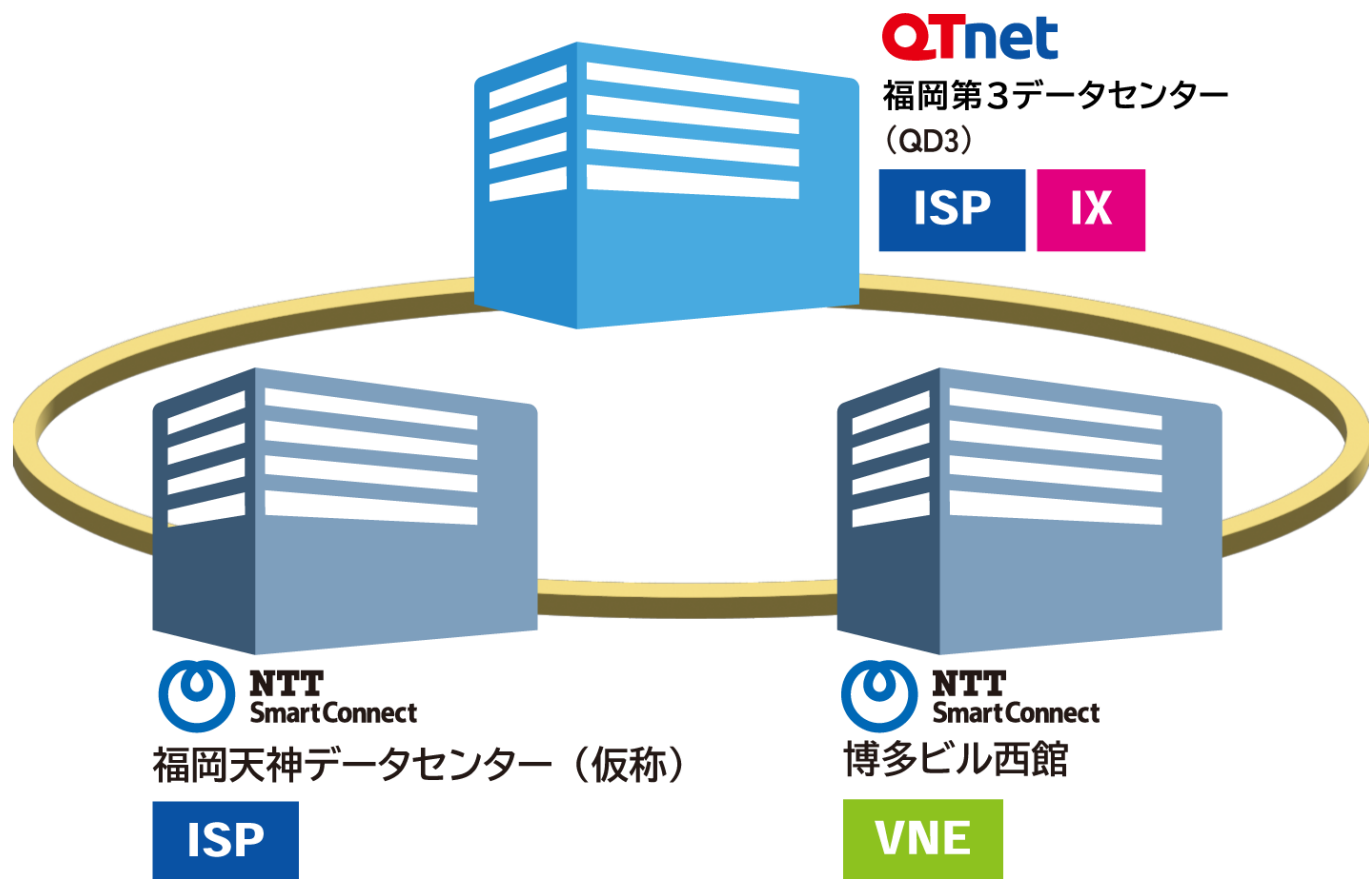 QTnet
福岡第3データセンター
（QD3）
ISP IX
NTT
SmartConnect
福岡天神データセンター（仮称）
ISP
NTT
SmartConnect
博多ビル西館
VNE